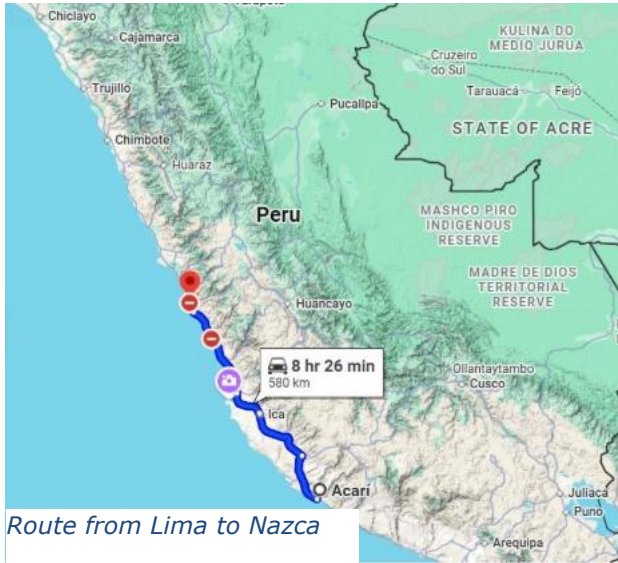 Chiclayo
Cajamarca
Trujillo
Pucallpa
Chimbote
Huaraz
KULINA DO
MEDIO JURUA
Cruzeiro
do Sul
Tarauacá
Feijó
STATE OF ACRE
Peru
MASHCO PIRO
INDIGENOUS
RESERVE
MADRE DE DIOS
TERRITORIAL
RESERVE
Huancayo
8 hr 26 min
580 km
Ollantaytambo
Cusco
Ica
Acarí
Juliaca
Puno
Arequipa
Route from Lima to Nazca